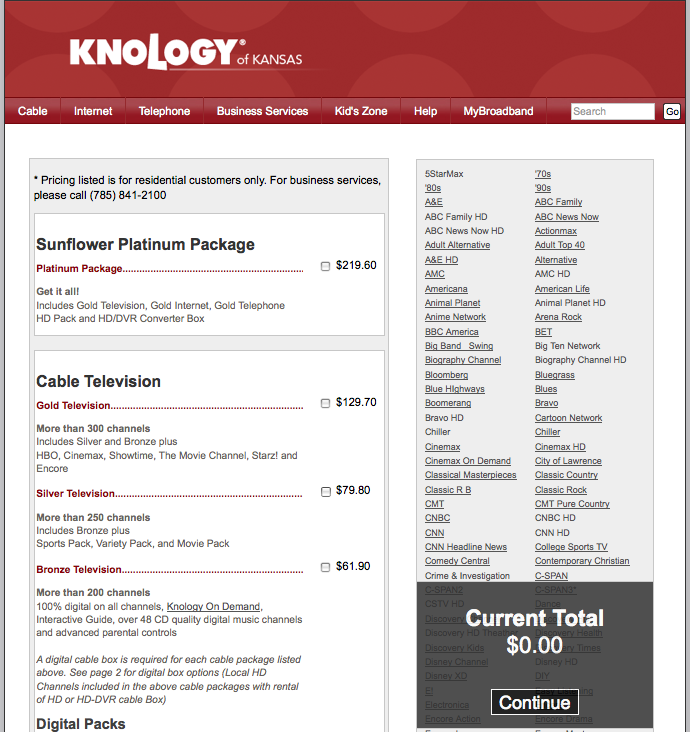 KNOLOGY® of KANSAS
Cable Internet Telephone Business Services Kid's Zone Help MyBroadband Search Go
* Pricing listed is for residential customers only. For business services,
please call (785) 841-2100
Sunflower Platinum Package
Platinum Package $219.60
Get it all!
Includes Gold Television, Gold Internet, Gold Telephone
HD Pack and HD/DVR Converter Box
Cable Television
Gold Television $129.70
More than 300 channels
Includes Silver and Bronze plus
HBO, Cinemax, Showtime, The Movie Channel, Starz! and
Encore
Silver Television $79.80
More than 250 channels
Includes Bronze plus
Sports Pack, Variety Pack, and Movie Pack
Bronze Television $61.90
More than 200 channels
100% digital on all channels, Knology On Demand,
Interactive Guide, over 48 CD quality digital music channels
and advanced parental controls
A digital cable box is required for each cable package listed
above. See page 2 for digital box options (Local HD
Channels included in the above cable packages with rental
of HD or HD-DVR cable Box)
Digital Packs
5StarMax '70s
'80s '90s
A&E ABC Family
ABC Family HD ABC News Now
ABC News Now HD Actionmax
Adult Alternative Adult Top 40
A&E HD Alternative
AMC AMC HD
Americana American Life
Animal Planet Animal Planet HD
Anime Network Arena Rock
BBC America BET
Big Band Swing Big Ten Network
Biography Channel Biography Channel HD
Bloomberg Bluegrass
Blue HIghways Blues
Boomerang Bravo
Bravo HD Cartoon Network
Chiller Chiller
Cinemax Cinemax HD
Cinemax On Demand City of Lawrence
Classical Masterpieces Classic Country
Classic R B Classic Rock
CMT CMT Pure Country
CNBC CNBC HD
CNN CNN HD
CNN Headline News College Sports TV
Comedy Central Contemporary Christian
Crime & Investigation C-SPAN
C-SPAN2 C-SPAN3*
CSTV HD Dance
Discovery
Discovery HD Theater Discovery Health
Discovery Kids Discovery Times
Disney Channel Disney HD
Disney XD DIY
E!
Electronica
Encore Action Encore Drama
Current Total
$0.00
Continue